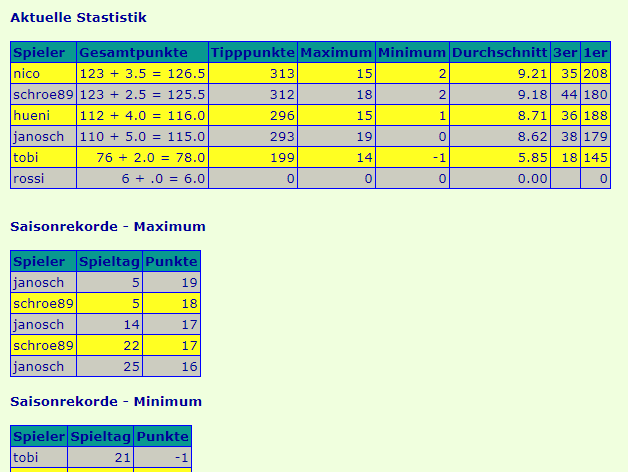 Aktuelle Stastistik
Spieler Gesamtpunkte Tipppunkte Maximum Minimum Durchschnitt 3er 1er
nico 123 + 3.5 = 126.5 313 15 2 9.21 35 208
schroe89 123 + 2.5 = 125.5 312 18 2 9.18 44 180
hueni 112 + 4.0 = 116.0 296 15 1 8.71 36 188
janosch 110 + 5.0 = 115.0 293 19 0 8.62 38 179
tobi 76 + 2.0 = 78.0 199 14 -1 5.85 18 145
rossi 6 + .0 = 6.0 0 0 0 0.00 0
Saisonrekorde - Maximum
Spieler Spieltag Punkte
janosch 5 19
schroe89 5 18
janosch 14 17
schroe89 22 17
janosch 25 16
Saisonrekorde - Minimum
Spieler Spieltag Punkte
tobi 21 -1